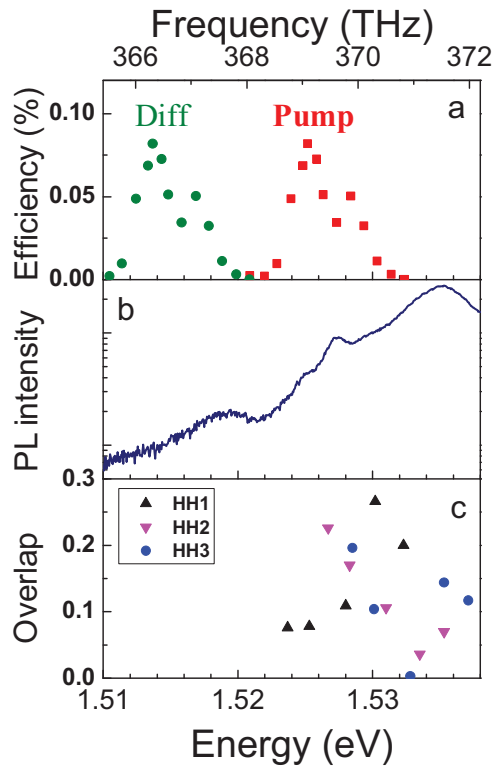 Frequency (THz)
366 368 370 372
0.10
0.05
0.00
Efficiency (%)
Diff
Pump
a
PL intensity
b
0.3
0.2
0.1
0.0
Overlap
HH1
HH2
HH3
c
1.51 1.52 1.53
Energy (eV)